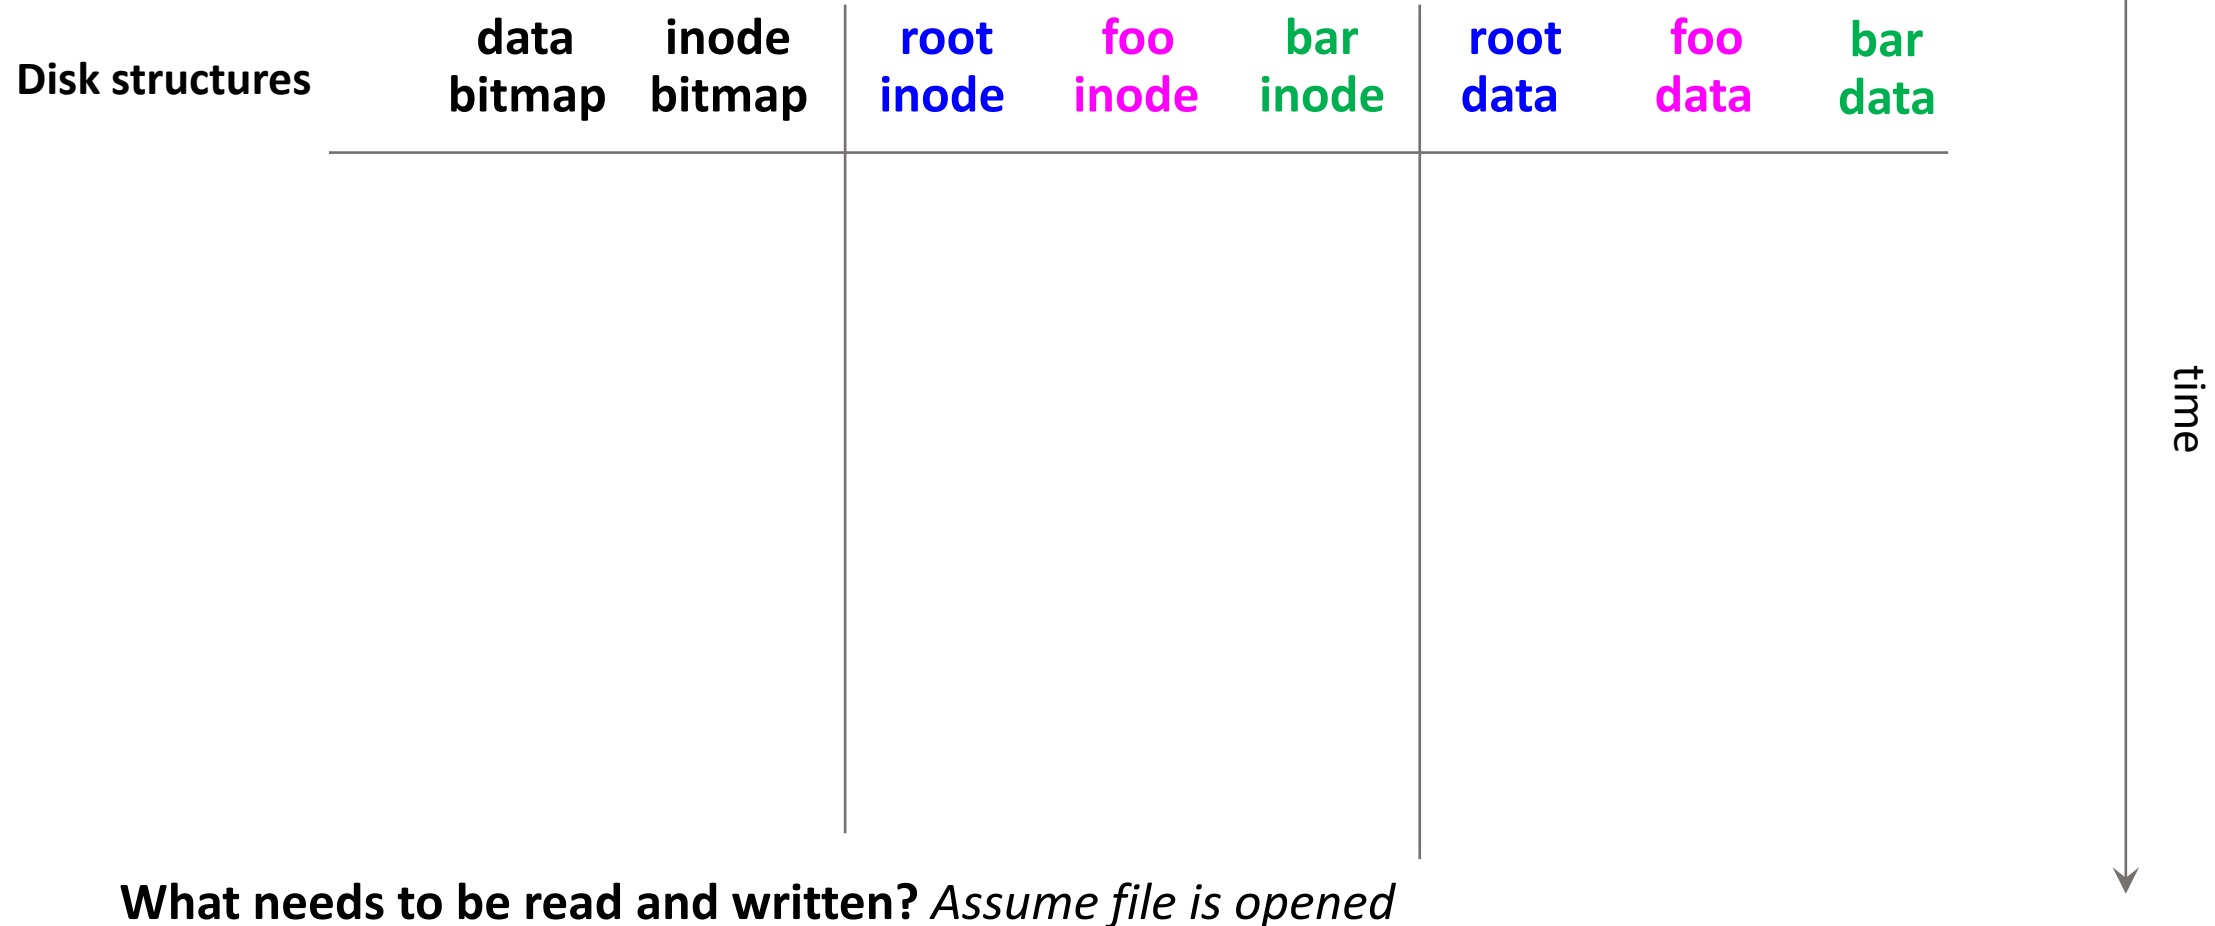 Disk structures
data bitmap
inode bitmap
root inode
foo inode
bar inode
root data
foo data
bar data
time
What needs to be read and written? Assume file is opened